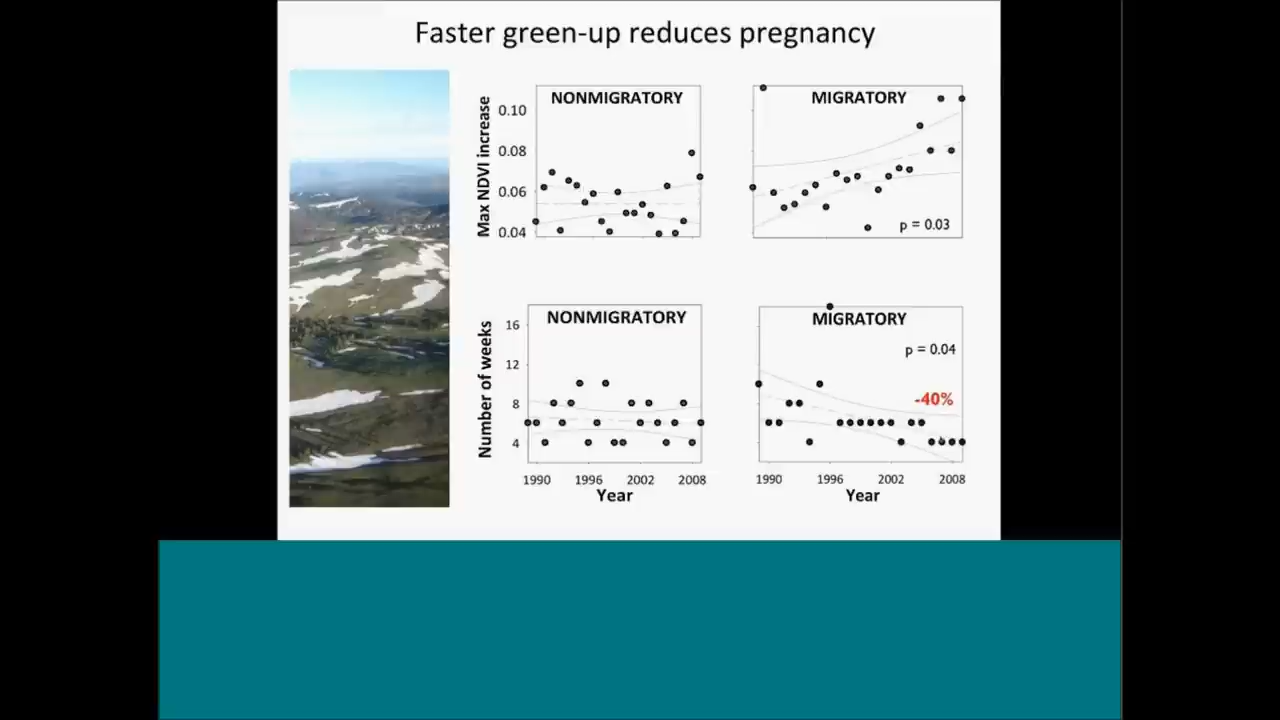 Faster green-up reduces pregnancy
NONMIGRATORY
MIGRATORY
Max NDVI increase
0.10
0.08
0.06
0.04
p = 0.03
NONMIGRATORY
MIGRATORY
Number of weeks
16
12
8
4
p = 0.04
-40%
1990 1996 2002 2008
Year
1990 1996 2002 2008
Year